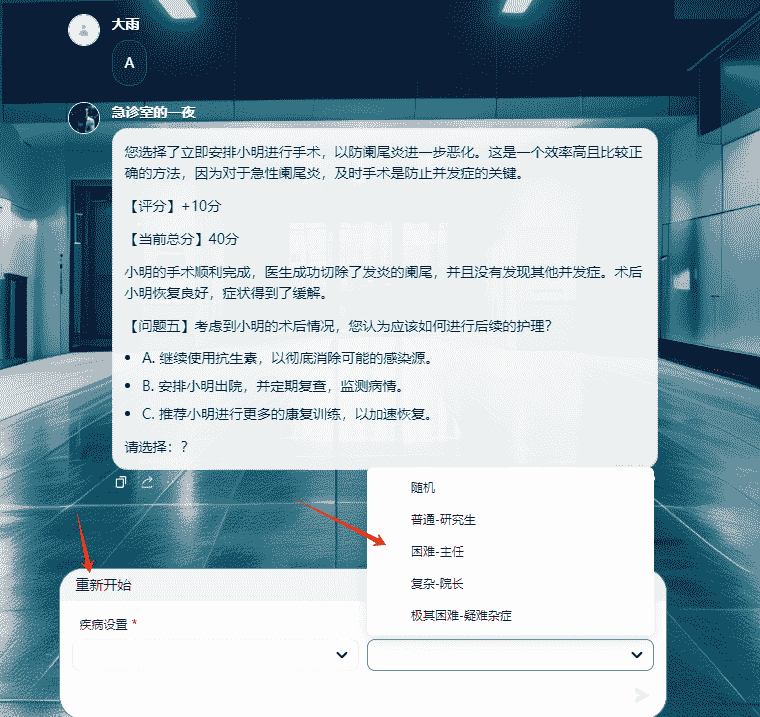 大雨
A
急诊室的一夜
您选择了立即安排小明进行手术，以防阑尾炎进一步恶化。这是一个效率高且比较正
确的方法，因为对于急性阑尾炎，及时手术是防止并发症的关键。
【评分】+10分
【当前总分】40分
小明的手术顺利完成，医生成功切除了发炎的阑尾，并且没有发现其他并发症。术后
小明恢复良好，症状得到了缓解。
【问题五】考虑到小明的术后情况，您认为应该如何进行后续的护理？
• A. 继续使用抗生素，以彻底消除可能的感染源。
• B. 安排小明出院，并定期复查，监测病情。
• C. 推荐小明进行更多的康复训练，以加速恢复。
请选择：？
随机
普通-研究生
困难-主任
复杂-院长
极其困难-疑难杂症
重新开始
疾病设置 *